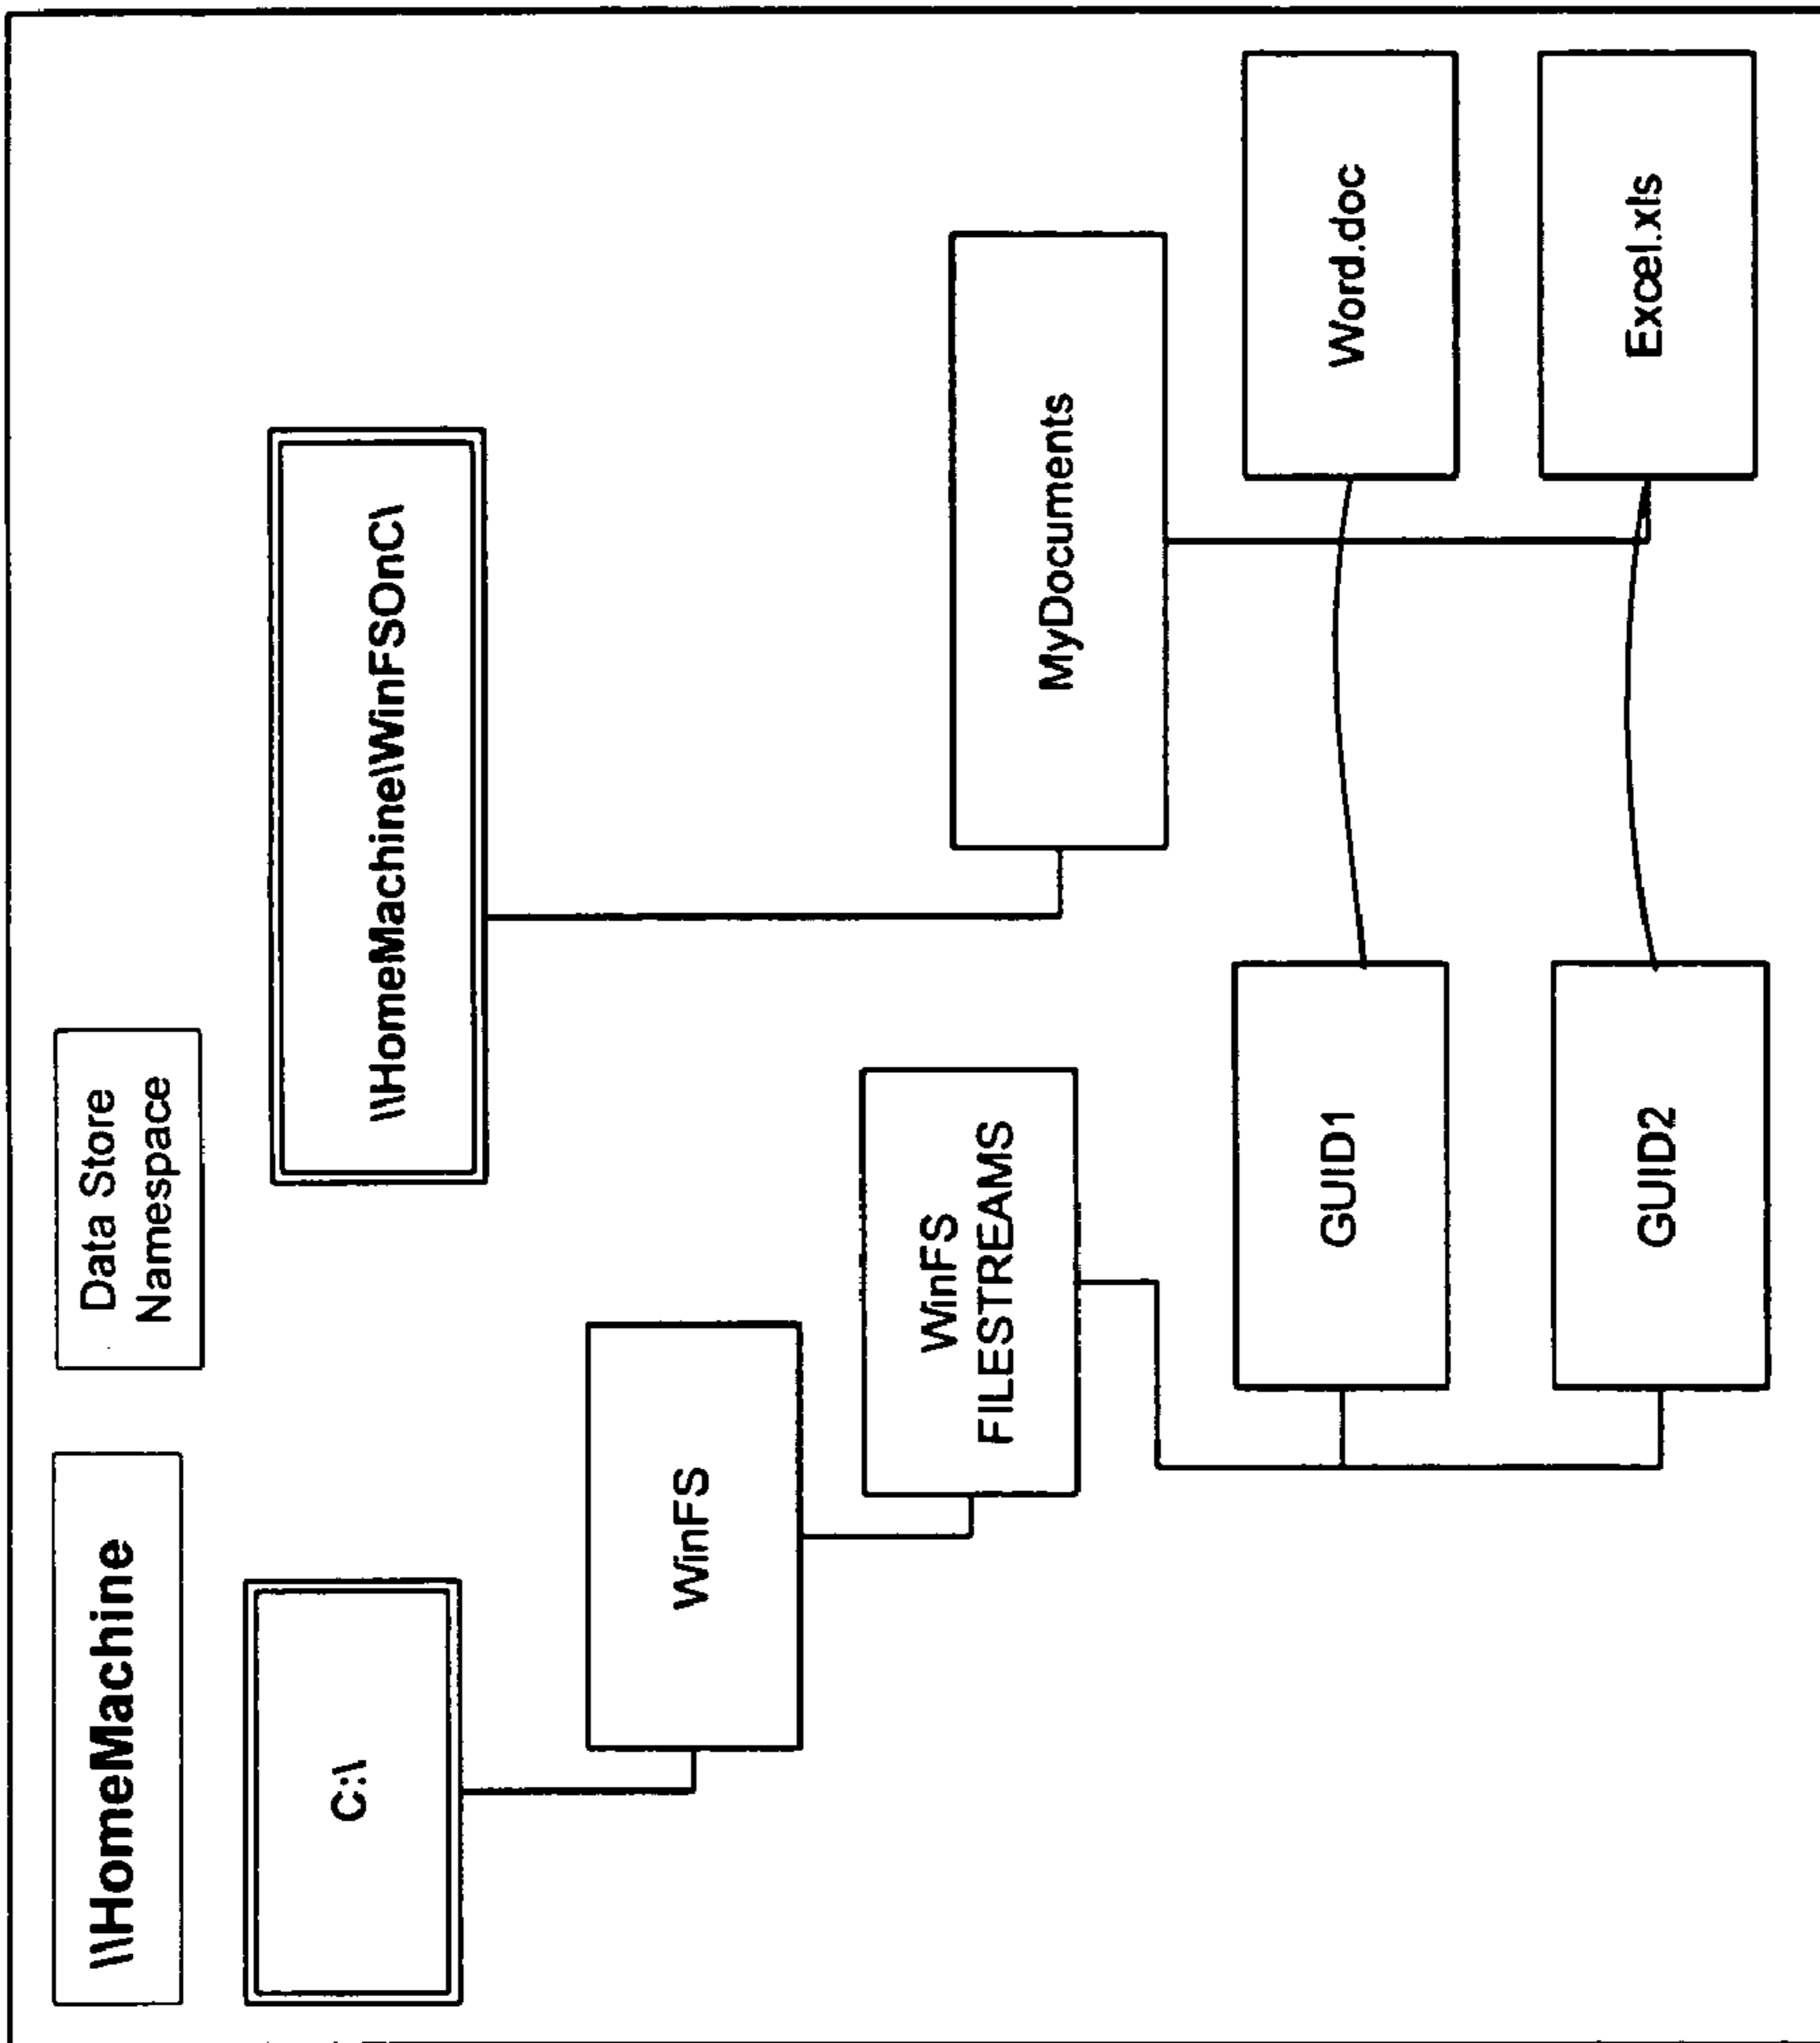 \\HomeMachine
Data Store
Namespace
C:\
\\HomeMachine\WinFSOnC\
WinFS
WinFS
FILESTREAMS
MyDocuments
GUID1
Word.doc
GUID2
Excel.xls